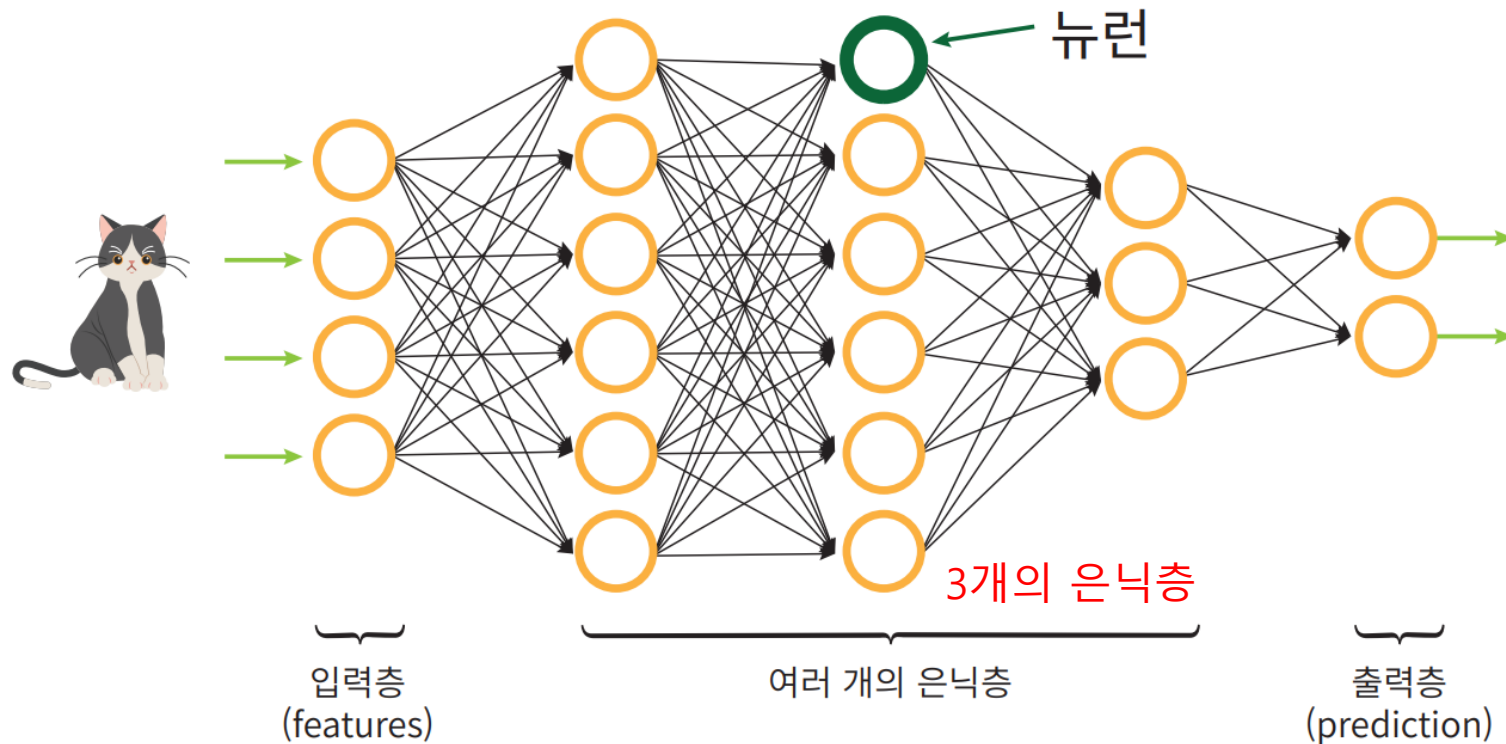 뉴런
3개의 은닉층
입력층
(features)
여러 개의 은닉층
출력층
(prediction)